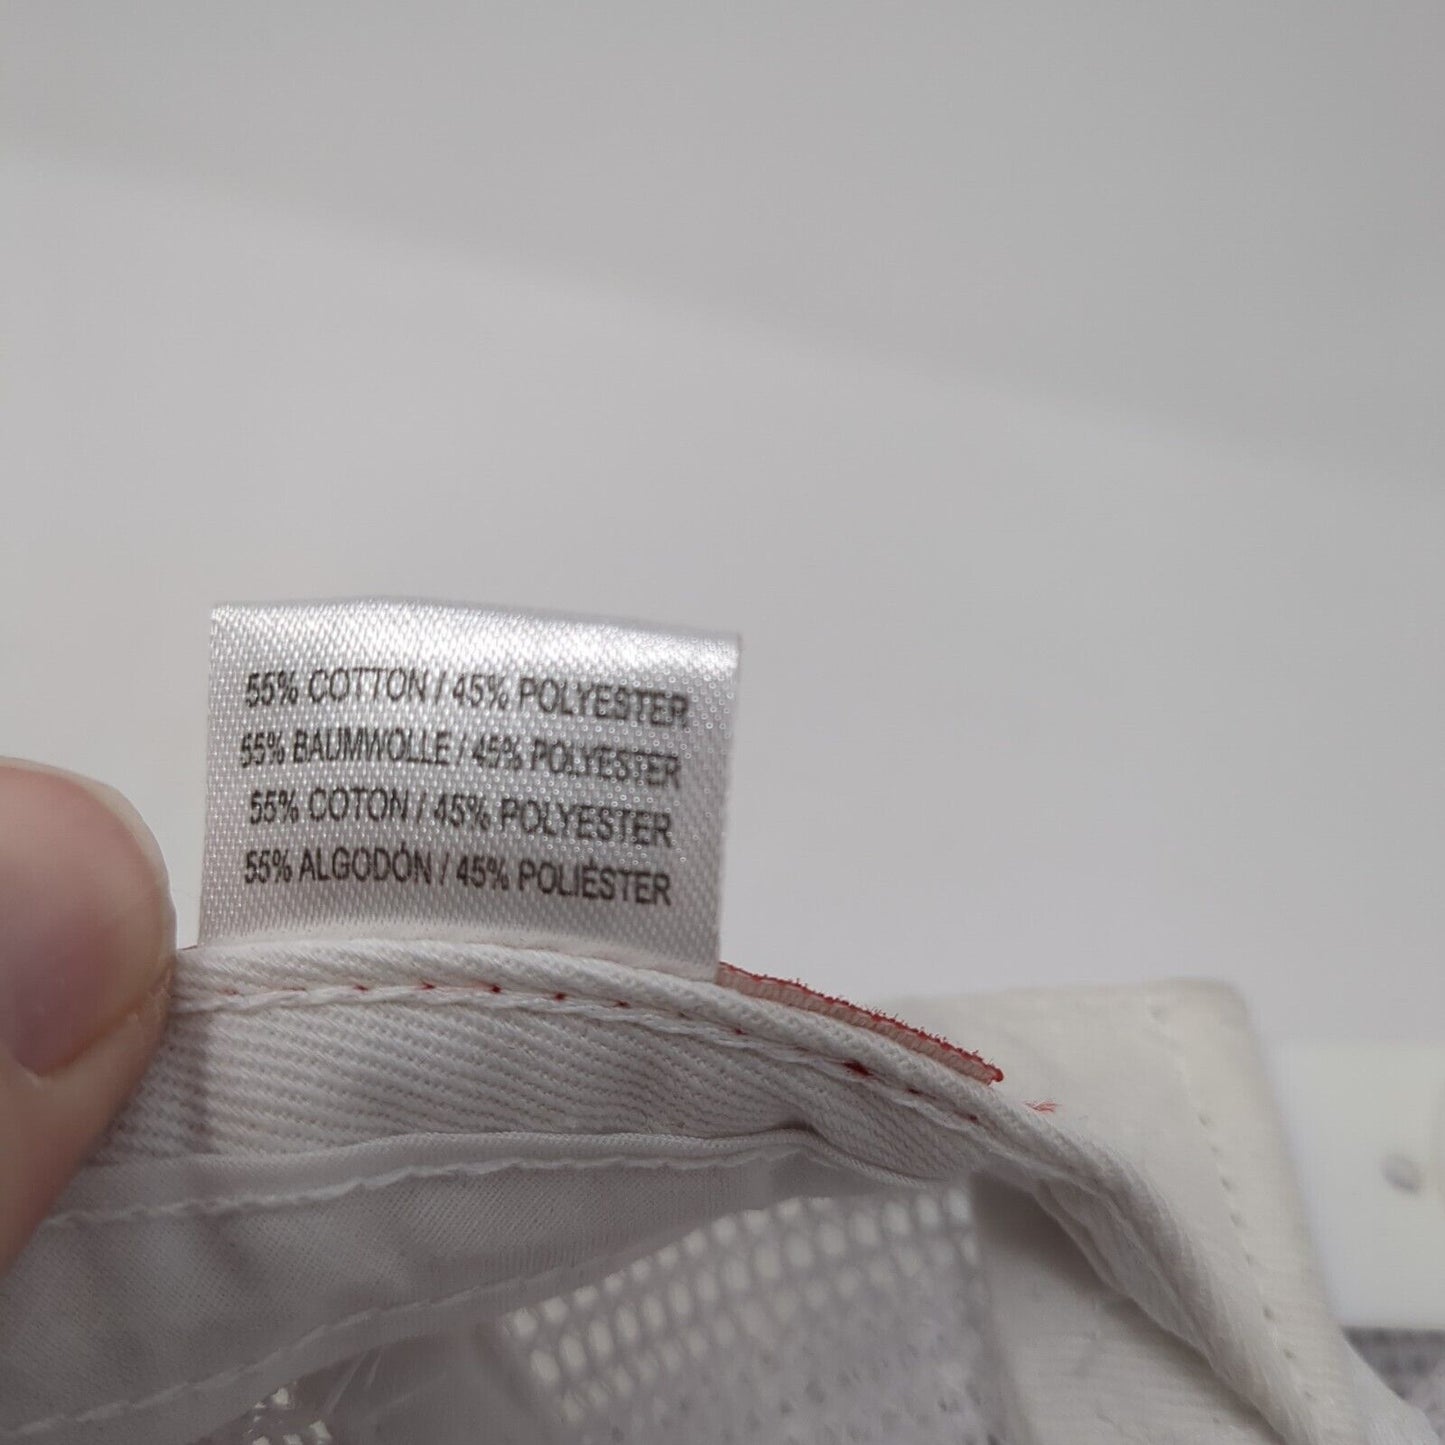 55% COTTON / 45% POLYESTER
55% BAUMWOLLE / 45% POLYESTER
55% COTON / 45% POLYESTER
55% ALGODÓN / 45% POLIÉSTER